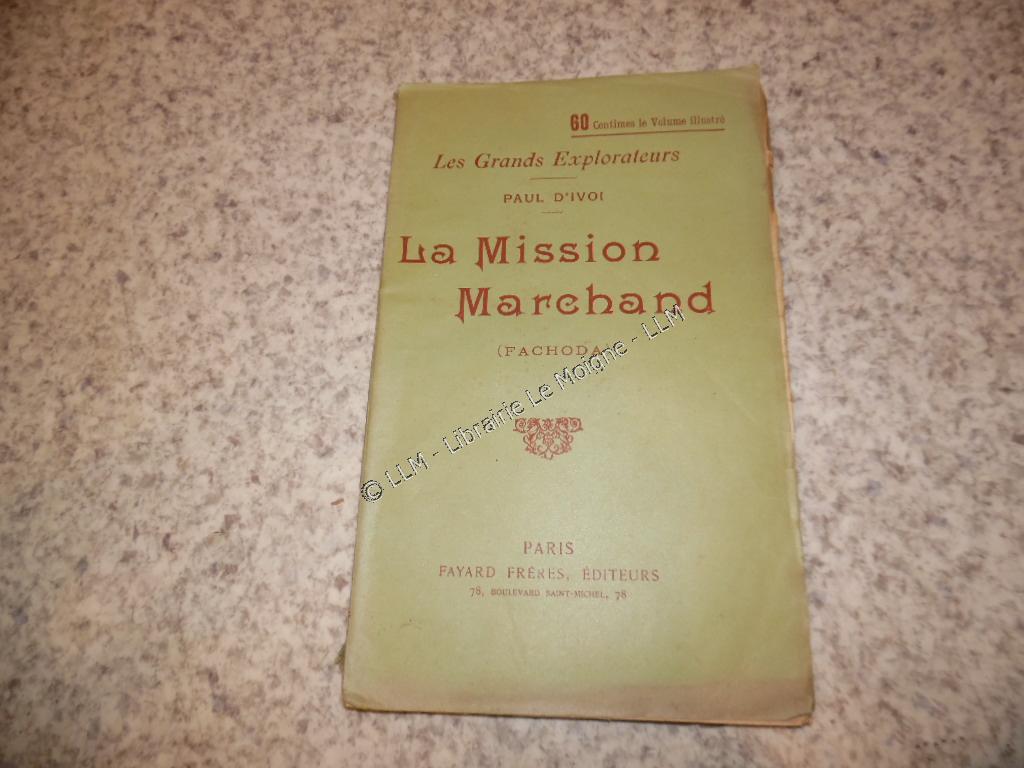 60 Centimes le Volume illustré
Les Grands Explorateurs
PAUL D'IVOI
La Mission
Marchand
(FACHODA)
© LLM - Librairie Le Moigne - LLM
PARIS
FAYARD FRÈRES, ÉDITEURS
78, BOULEVARD SAINT-MICHEL, 78